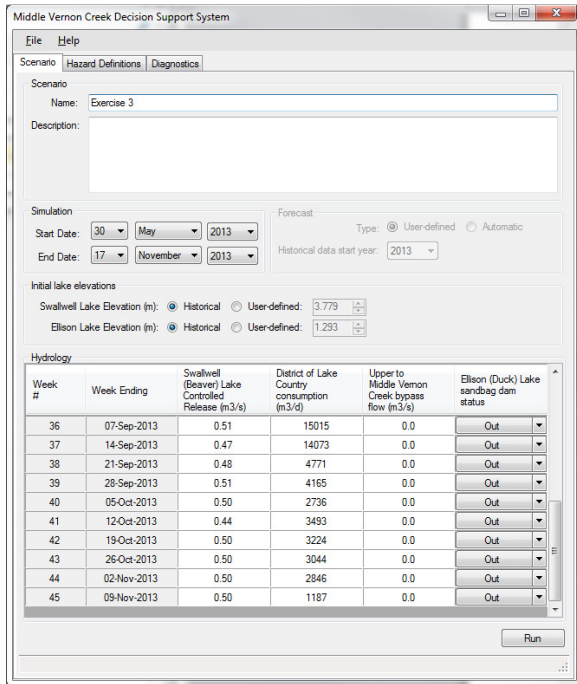 Middle Vernon Creek Decision Support System
File Help
Scenario Hazard Definitions Diagnostics
Scenario
Name: Exercise 3
Description:
Simulation
Start Date: 30 May 2013
End Date: 17 November 2013
Forecast
Type: User-defined Automatic
Historical data start year: 2013
Initial lake elevations
Swallwell Lake Elevation (m): Historical User-defined: 3.779
Ellison Lake Elevation (m): Historical User-defined: 1.293
Hydrology
Week # Week Ending Swallwell (Beaver) Lake Controlled Release (m3/s) District of Lake Country consumption (m3/d) Upper to Middle Vernon Creek bypass flow (m3/s) Ellison (Duck) Lake sandbag dam status
36 07-Sep-2013 0.51 15015 0.0 Out
37 14-Sep-2013 0.47 14073 0.0 Out
38 21-Sep-2013 0.48 4771 0.0 Out
39 28-Sep-2013 0.51 4165 0.0 Out
40 05-Oct-2013 0.50 2736 0.0 Out
41 12-Oct-2013 0.44 3493 0.0 Out
42 19-Oct-2013 0.50 3224 0.0 Out
43 26-Oct-2013 0.50 3044 0.0 Out
44 02-Nov-2013 0.50 2846 0.0 Out
45 09-Nov-2013 0.50 1187 0.0 Out
Run